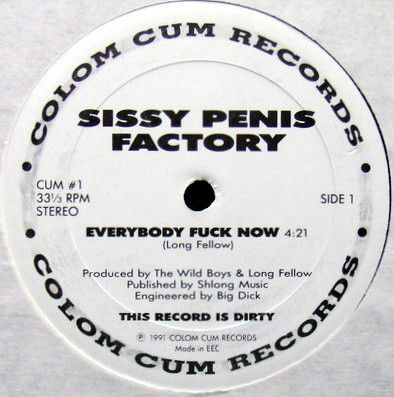 COLOM CUM RECORDS
SISSY PENIS
FACTORY
CUM #1
33⅓ RPM
STEREO
SIDE 1
EVERYBODY FUCK NOW 4:21
(Long Fellow)
Produced by The Wild Boys & Long Fellow
Published by Shlong Music
Engineered by Big Dick
THIS RECORD IS DIRTY
℗ 1991 COLOM CUM RECORDS
Made in EEC
COLOM CUM RECORDS